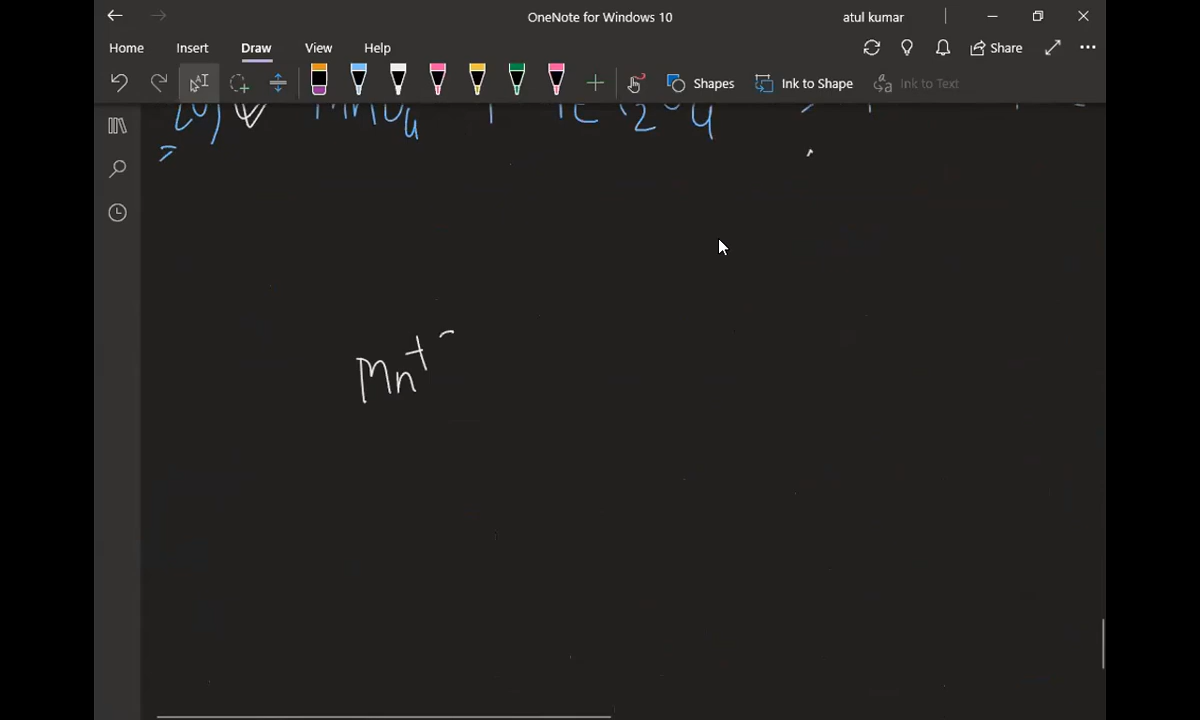 OneNote for Windows 10
atul kumar
Home Insert Draw View Help
Share
Shapes
Ink to Shape
Ink to Text
MnO4 +
Mn+